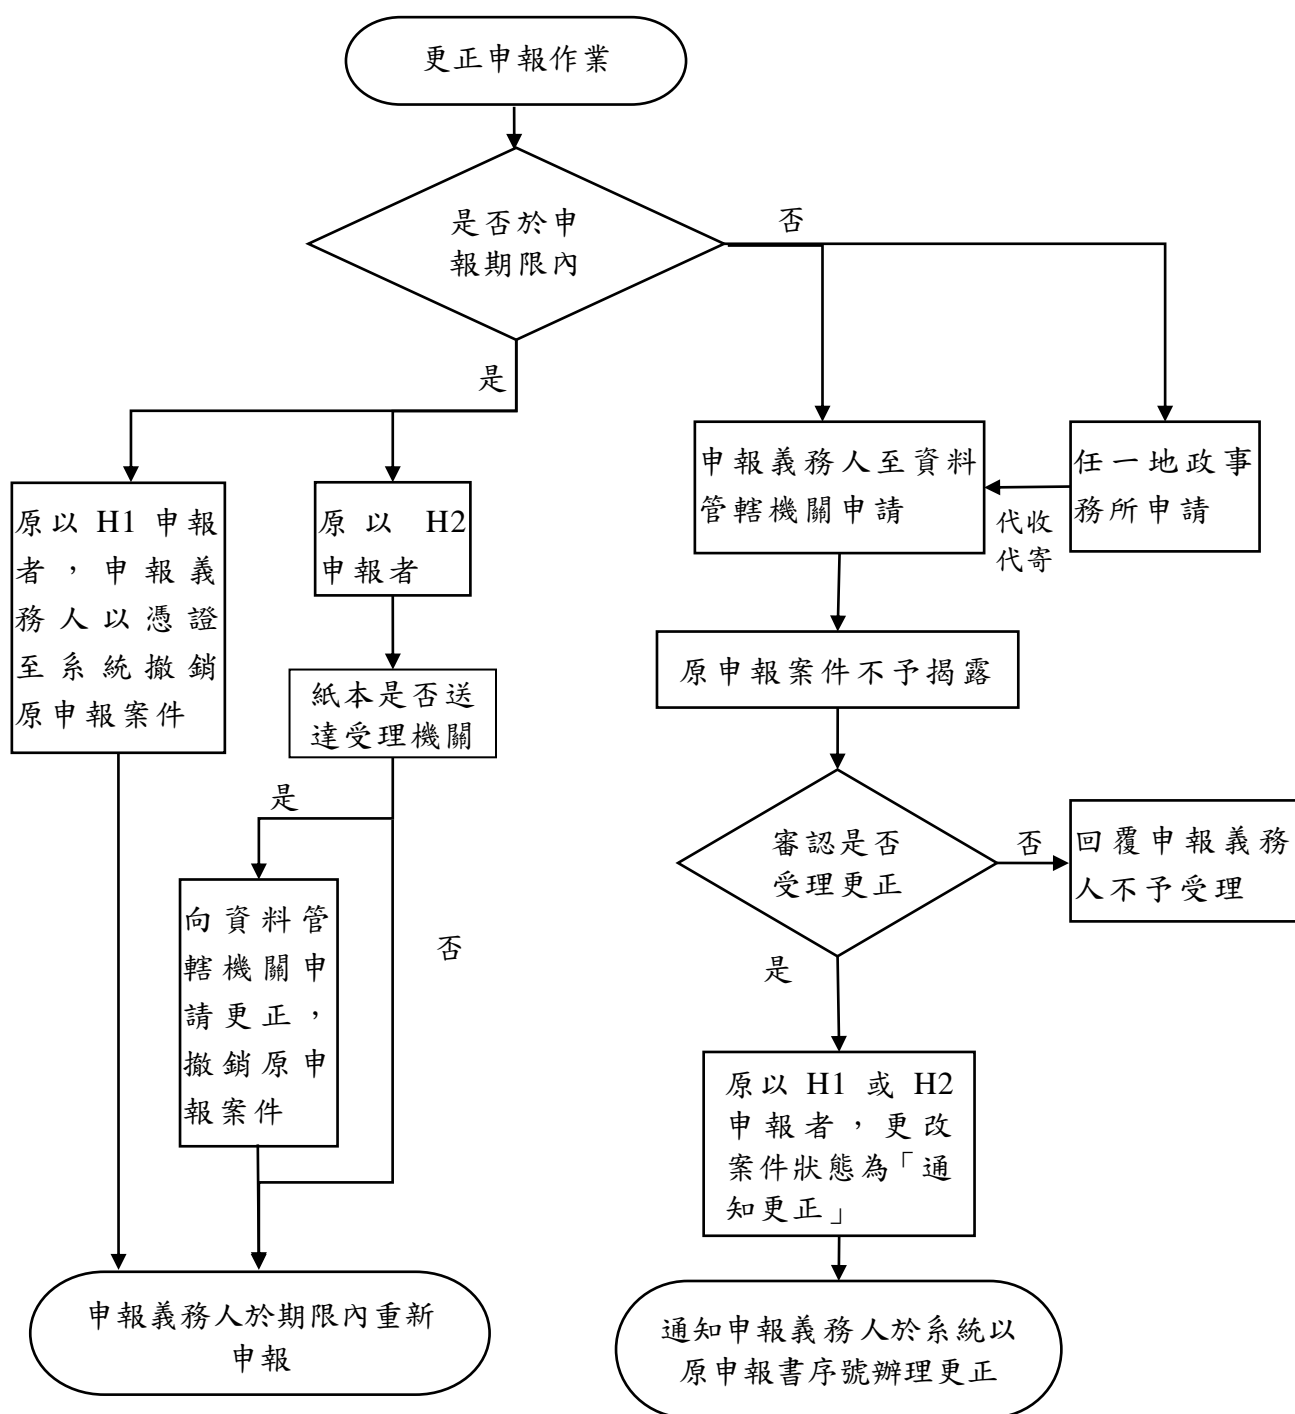 更正申報作業
是否於申
報期限內
否
是
申報義務人至資料
管轄機關申請
任一地政事
務所申請
代收
代寄
原以 H1 申報
者，申報義
務人以憑證
至系統撤銷
原申報案件
原以 H2
申報者
原申報案件不予揭露
紙本是否送
達受理機關
是
否
審認是否
受理更正
否
回覆申報義務
人不予受理
向資料管
轄機關申
請更正，
撤銷原申
報案件
是
原以 H1 或 H2
申報者，更改
案件狀態為「通
知更正」
申報義務人於期限內重新
申報
通知申報義務人於系統以
原申報書序號辦理更正